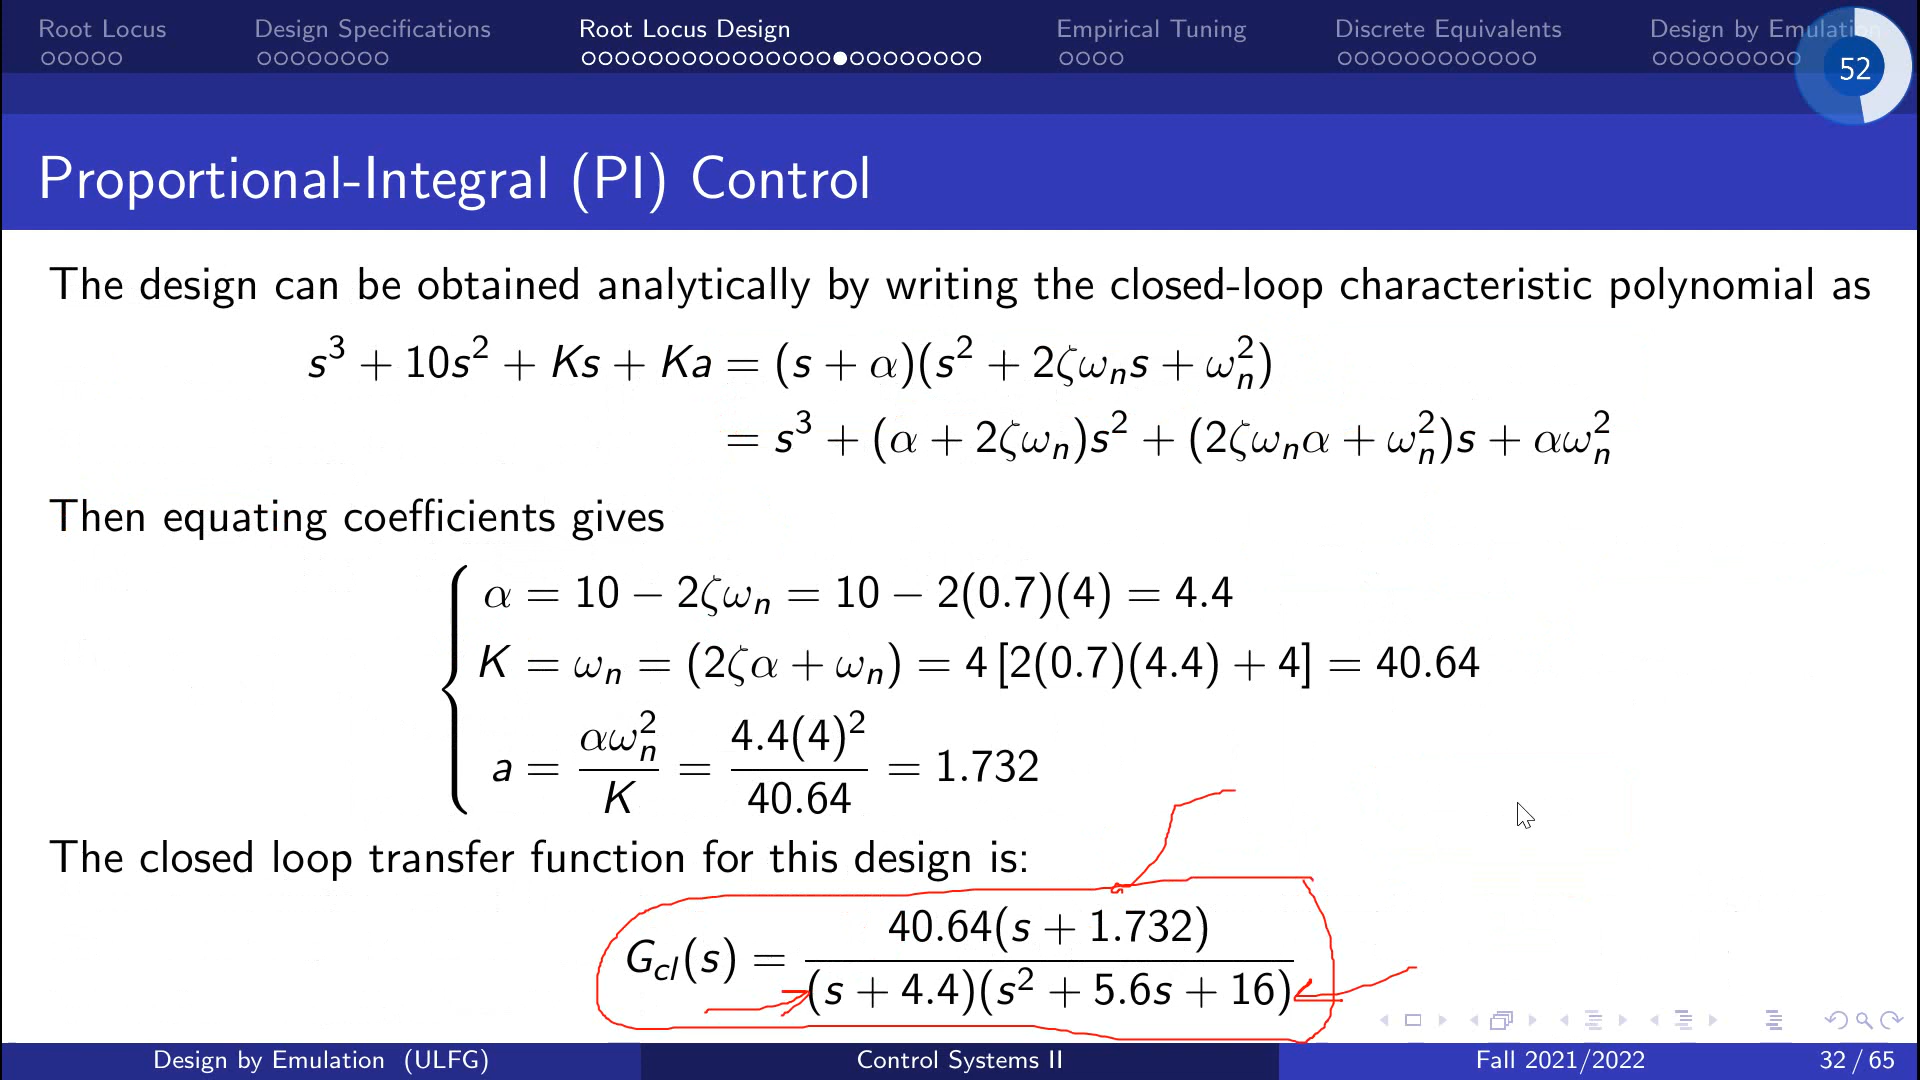 Root Locus Design Specifications Root Locus Design Empirical Tuning Discrete Equivalents Design by Emulation
52
Proportional-Integral (PI) Control
The design can be obtained analytically by writing the closed-loop characteristic polynomial as
s³ + 10s² + Ks + Ka = (s + α)(s² + 2ζωₙs + ωₙ²)
= s³ + (α + 2ζωₙ)s² + (2ζωₙα + ωₙ²)s + αωₙ²
Then equating coefficients gives
α = 10 − 2ζωₙ = 10 − 2(0.7)(4) = 4.4
K = ωₙ = (2ζα + ωₙ) = 4 [2(0.7)(4.4) + 4] = 40.64
a = αωₙ² / K = 4.4(4)² / 40.64 = 1.732
The closed loop transfer function for this design is:
G_cl(s) = 40.64(s + 1.732) / (s + 4.4)(s² + 5.6s + 16)
Design by Emulation (ULFG) Control Systems II Fall 2021/2022 32 / 65